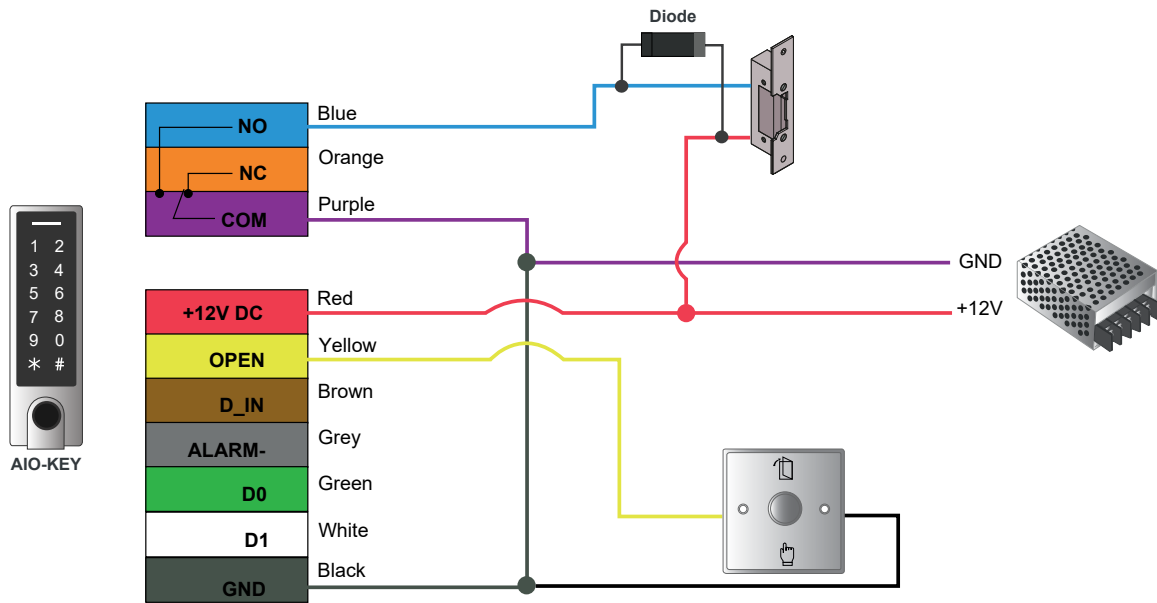 Diode
NO
Blue
NC
Orange
COM
Purple
1 2
3 4
5 6
7 8
9 0
* #
AIO-KEY
+12V DC
Red
OPEN
Yellow
D_IN
Brown
ALARM-
Grey
D0
Green
D1
White
GND
Black
GND
+12V